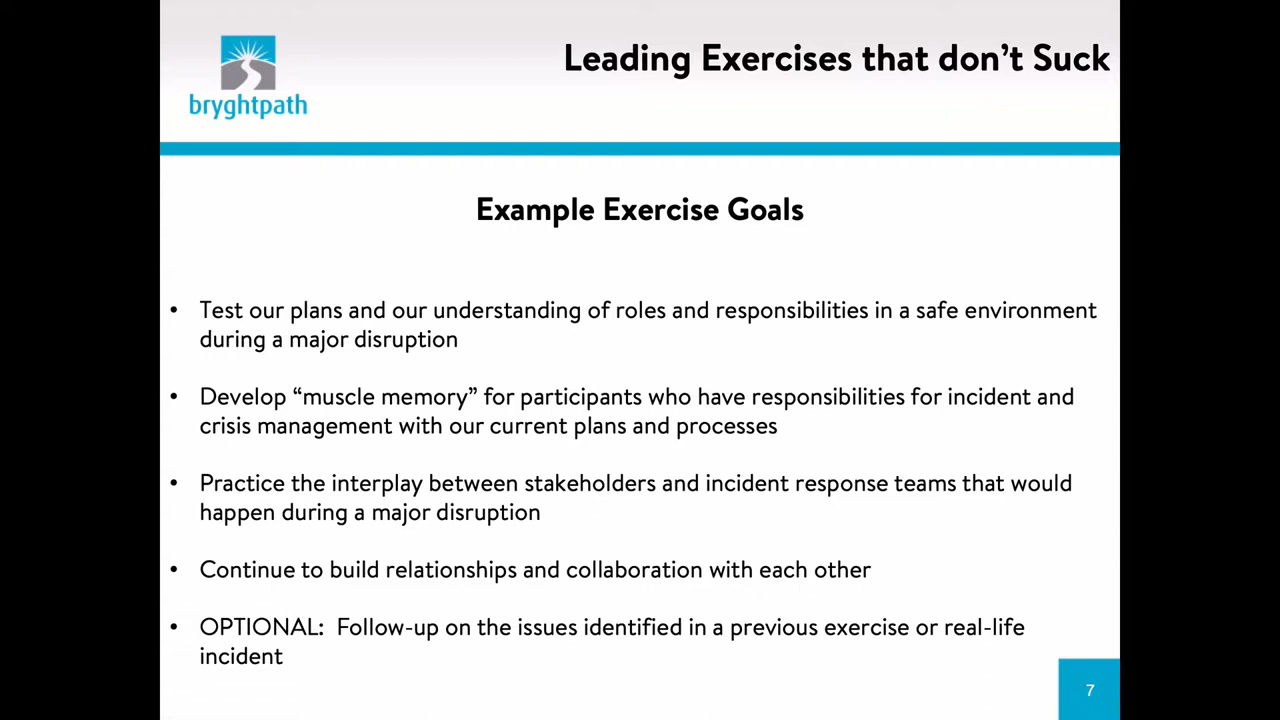 Leading Exercises that don’t Suck
bryghtpath
Example Exercise Goals
• Test our plans and our understanding of roles and responsibilities in a safe environment
during a major disruption
• Develop “muscle memory” for participants who have responsibilities for incident and
crisis management with our current plans and processes
• Practice the interplay between stakeholders and incident response teams that would
happen during a major disruption
• Continue to build relationships and collaboration with each other
• OPTIONAL:  Follow-up on the issues identified in a previous exercise or real-life
incident
7